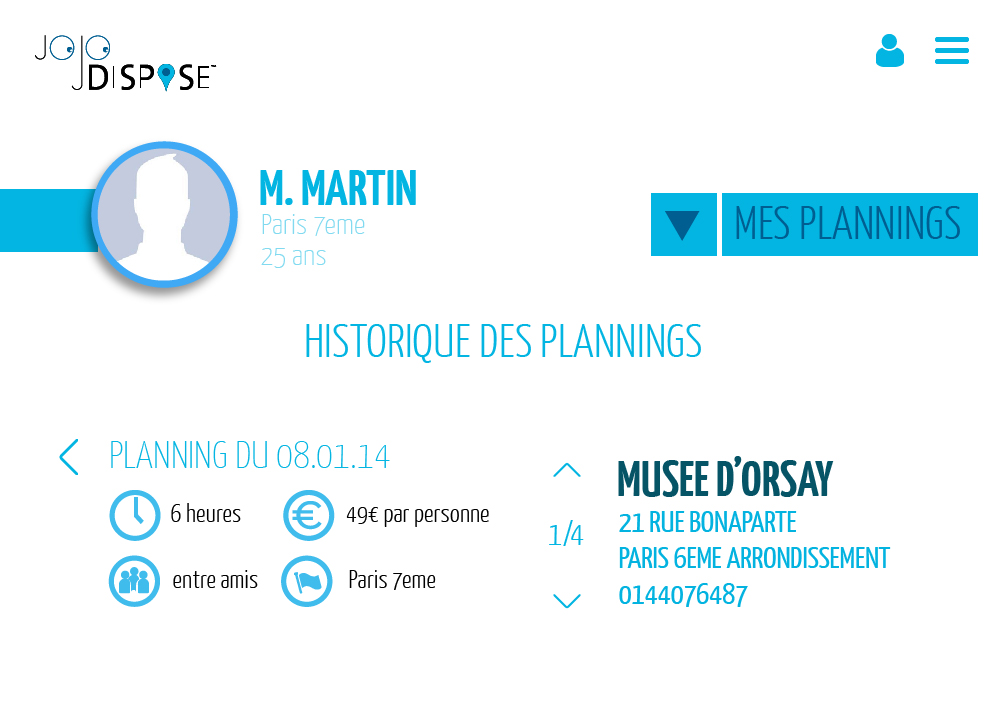 JOJO
DISPOSE™
M. MARTIN
Paris 7eme
25 ans
MES PLANNINGS
HISTORIQUE DES PLANNINGS
PLANNING DU 08.01.14
6 heures
49€ par personne
entre amis
Paris 7eme
1/4
MUSEE D’ORSAY
21 RUE BONAPARTE
PARIS 6EME ARRONDISSEMENT
0144076487